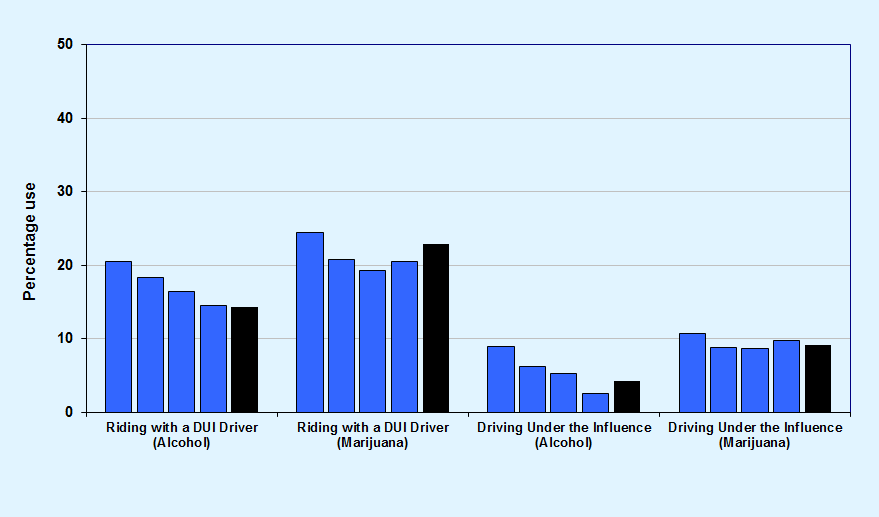 50
40
30
20
10
0
Percentage use
Riding with a DUI Driver
(Alcohol)
Riding with a DUI Driver
(Marijuana)
Driving Under the Influence
(Alcohol)
Driving Under the Influence
(Marijuana)